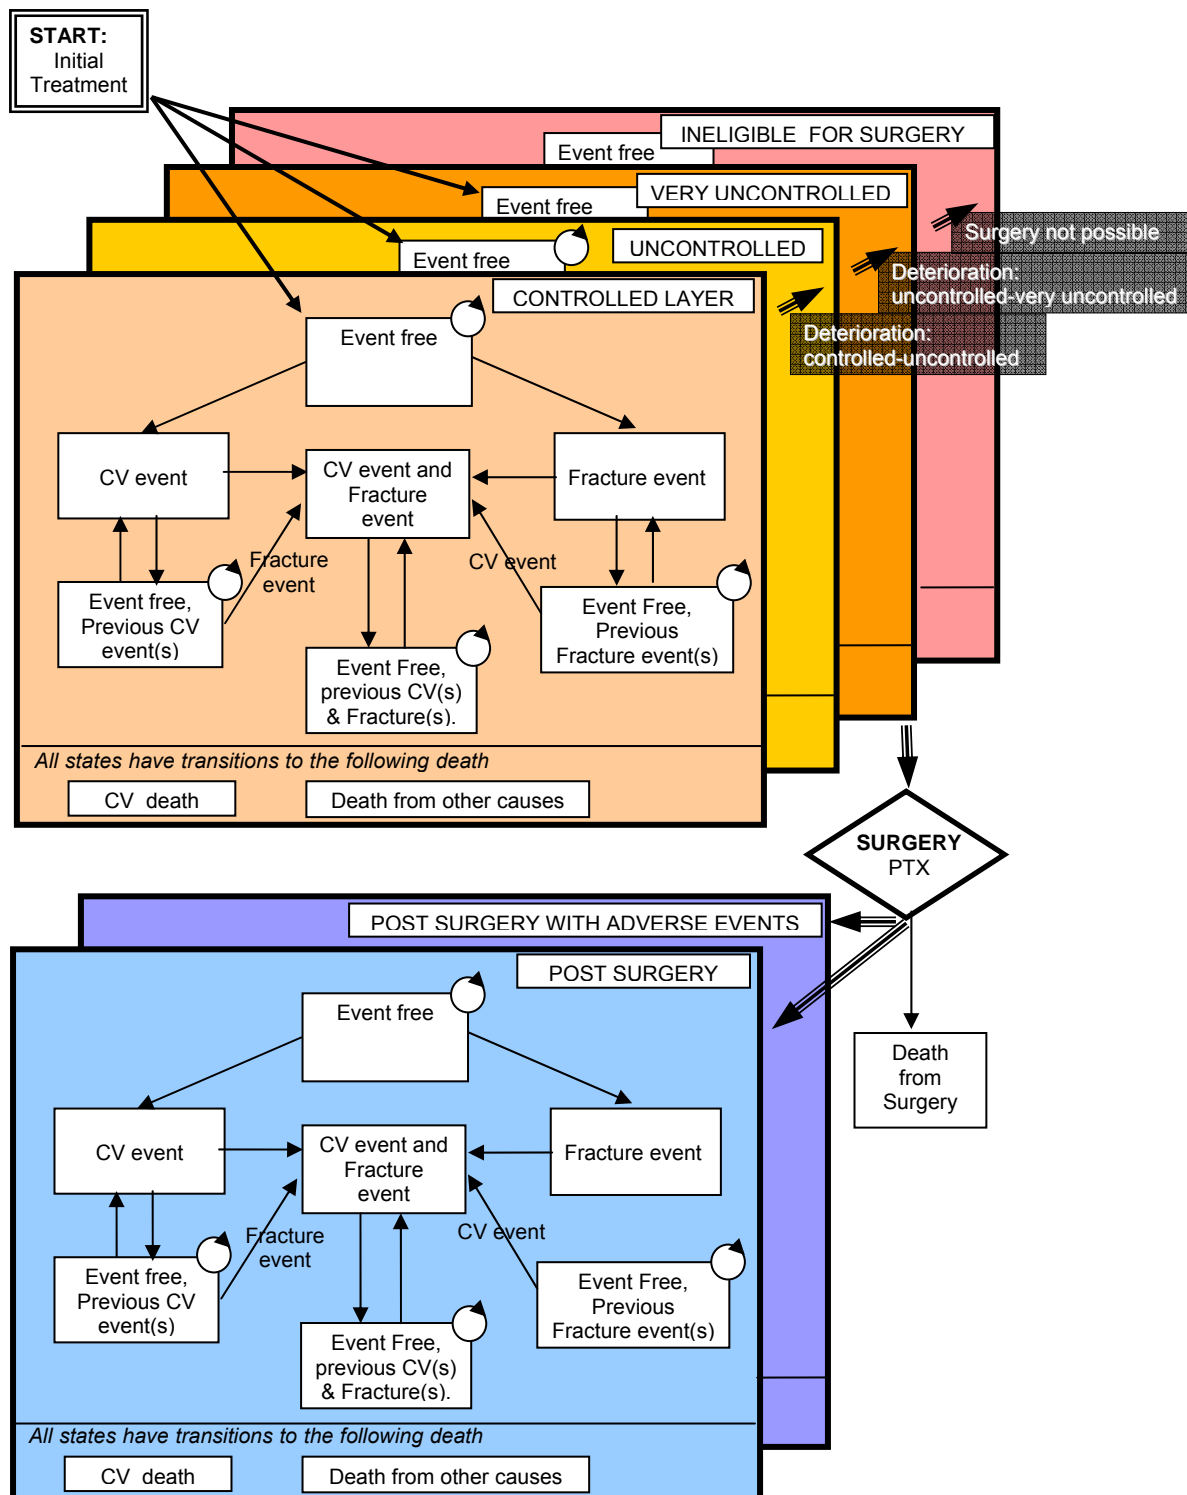 START:
Initial
Treatment
INELIGIBLE FOR SURGERY
Event free
VERY UNCONTROLLED
Event free
UNCONTROLLED
Event free
Surgery not possible
Deterioration:
uncontrolled-very uncontrolled
Deterioration:
controlled-uncontrolled
CONTROLLED LAYER
Event free
CV event
CV event and
Fracture
event
Fracture event
Fracture
event
CV event
Event free,
Previous CV
event(s)
Event Free,
previous CV(s)
& Fracture(s).
Event Free,
Previous
Fracture event(s)
All states have transitions to the following death
CV death
Death from other causes
SURGERY
PTX
Death
from
Surgery
POST SURGERY WITH ADVERSE EVENTS
POST SURGERY
Event free
CV event
CV event and
Fracture
event
Fracture event
Fracture
event
CV event
Event free,
Previous CV
event(s)
Event Free,
previous CV(s)
& Fracture(s).
Event Free,
Previous
Fracture event(s)
All states have transitions to the following death
CV death
Death from other causes